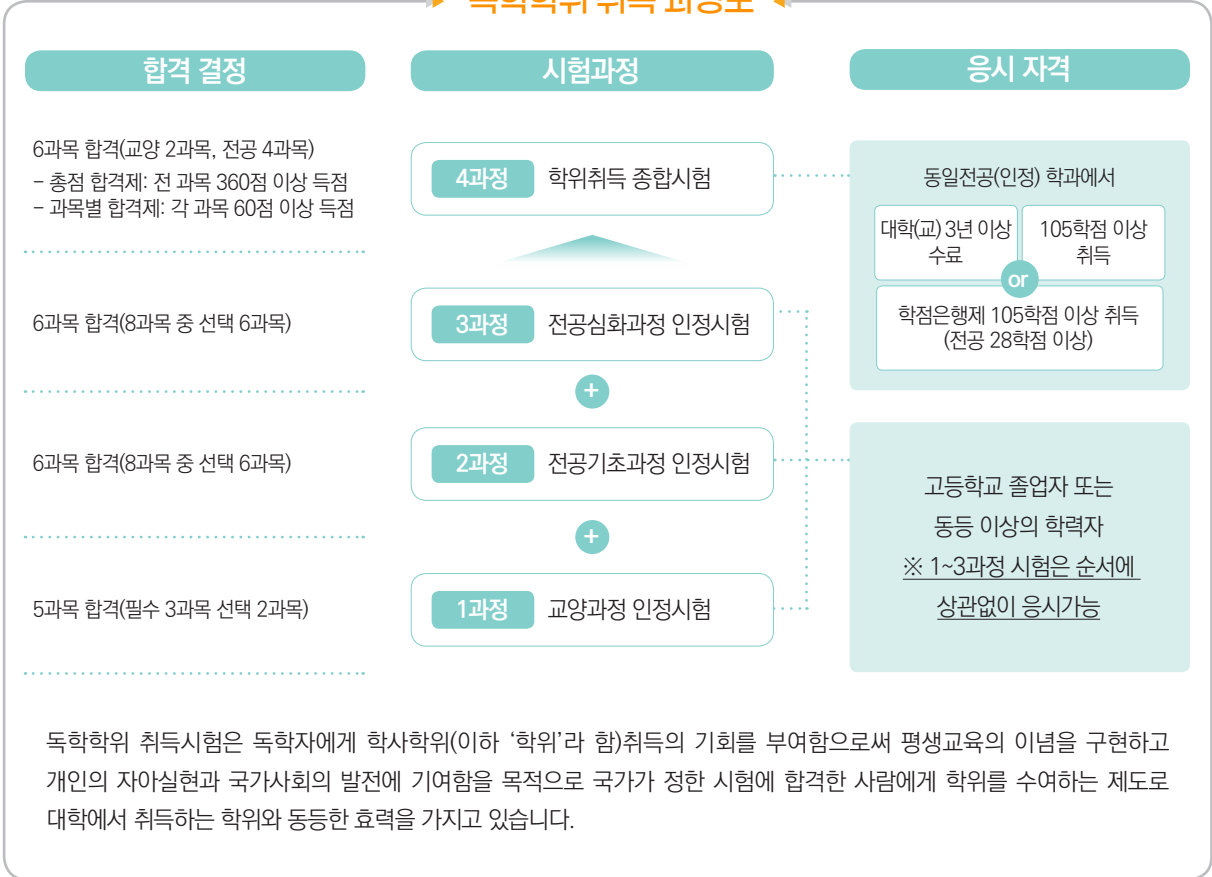 독학학위 취득 과정도
합격 결정
시험과정
응시 자격
6과목 합격(교양 2과목, 전공 4과목)
- 총점 합격제: 전 과목 360점 이상 득점
- 과목별 합격제: 각 과목 60점 이상 득점
4과정 학위취득 종합시험
동일전공(인정) 학과에서
대학(교) 3년 이상
수료
105학점 이상
취득
or
학점은행제 105학점 이상 취득
(전공 28학점 이상)
6과목 합격(8과목 중 선택 6과목)
3과정 전공심화과정 인정시험
+
6과목 합격(8과목 중 선택 6과목)
2과정 전공기초과정 인정시험
+
5과목 합격(필수 3과목 선택 2과목)
1과정 교양과정 인정시험
고등학교 졸업자 또는
동등 이상의 학력자
※ 1~3과정 시험은 순서에
상관없이 응시가능
독학학위 취득시험은 독학자에게 학사학위(이하 ‘학위’라 함)취득의 기회를 부여함으로써 평생교육의 이념을 구현하고
개인의 자아실현과 국가사회의 발전에 기여함을 목적으로 국가가 정한 시험에 합격한 사람에게 학위를 수여하는 제도로
대학에서 취득하는 학위와 동등한 효력을 가지고 있습니다.